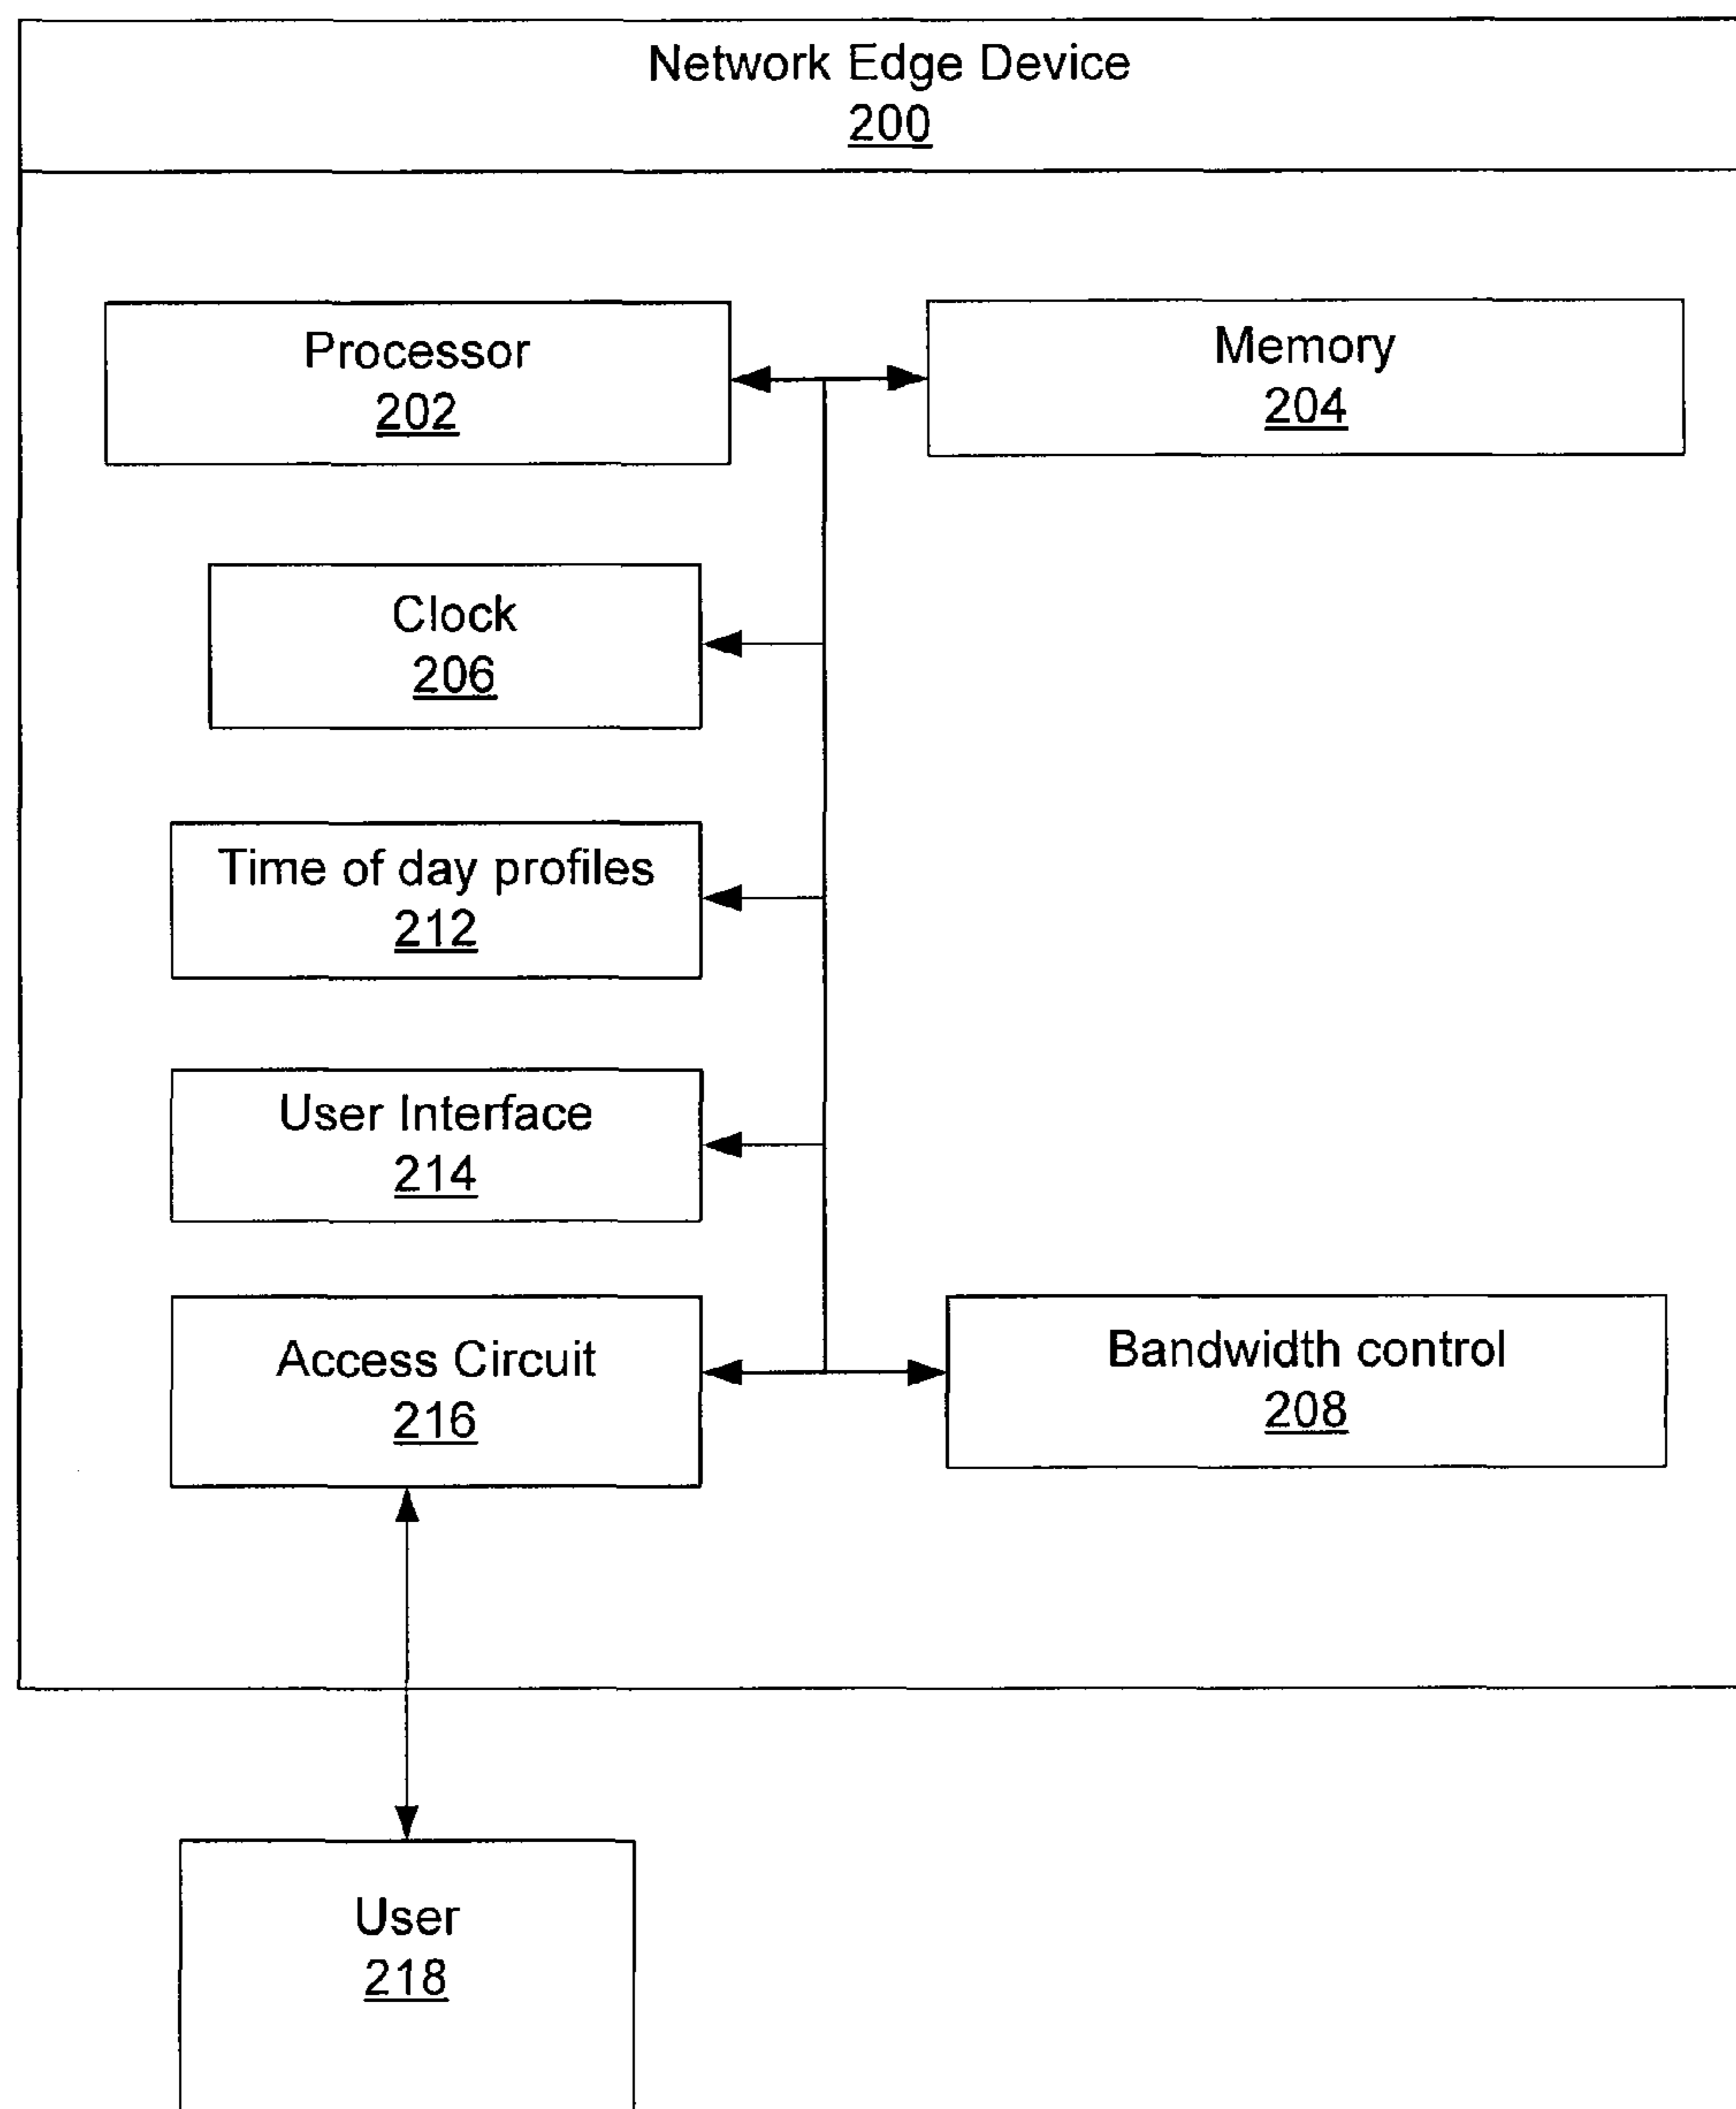 Network Edge Device
200
Processor
202
Memory
204
Clock
206
Time of day profiles
212
User Interface
214
Access Circuit
216
Bandwidth control
208
User
218